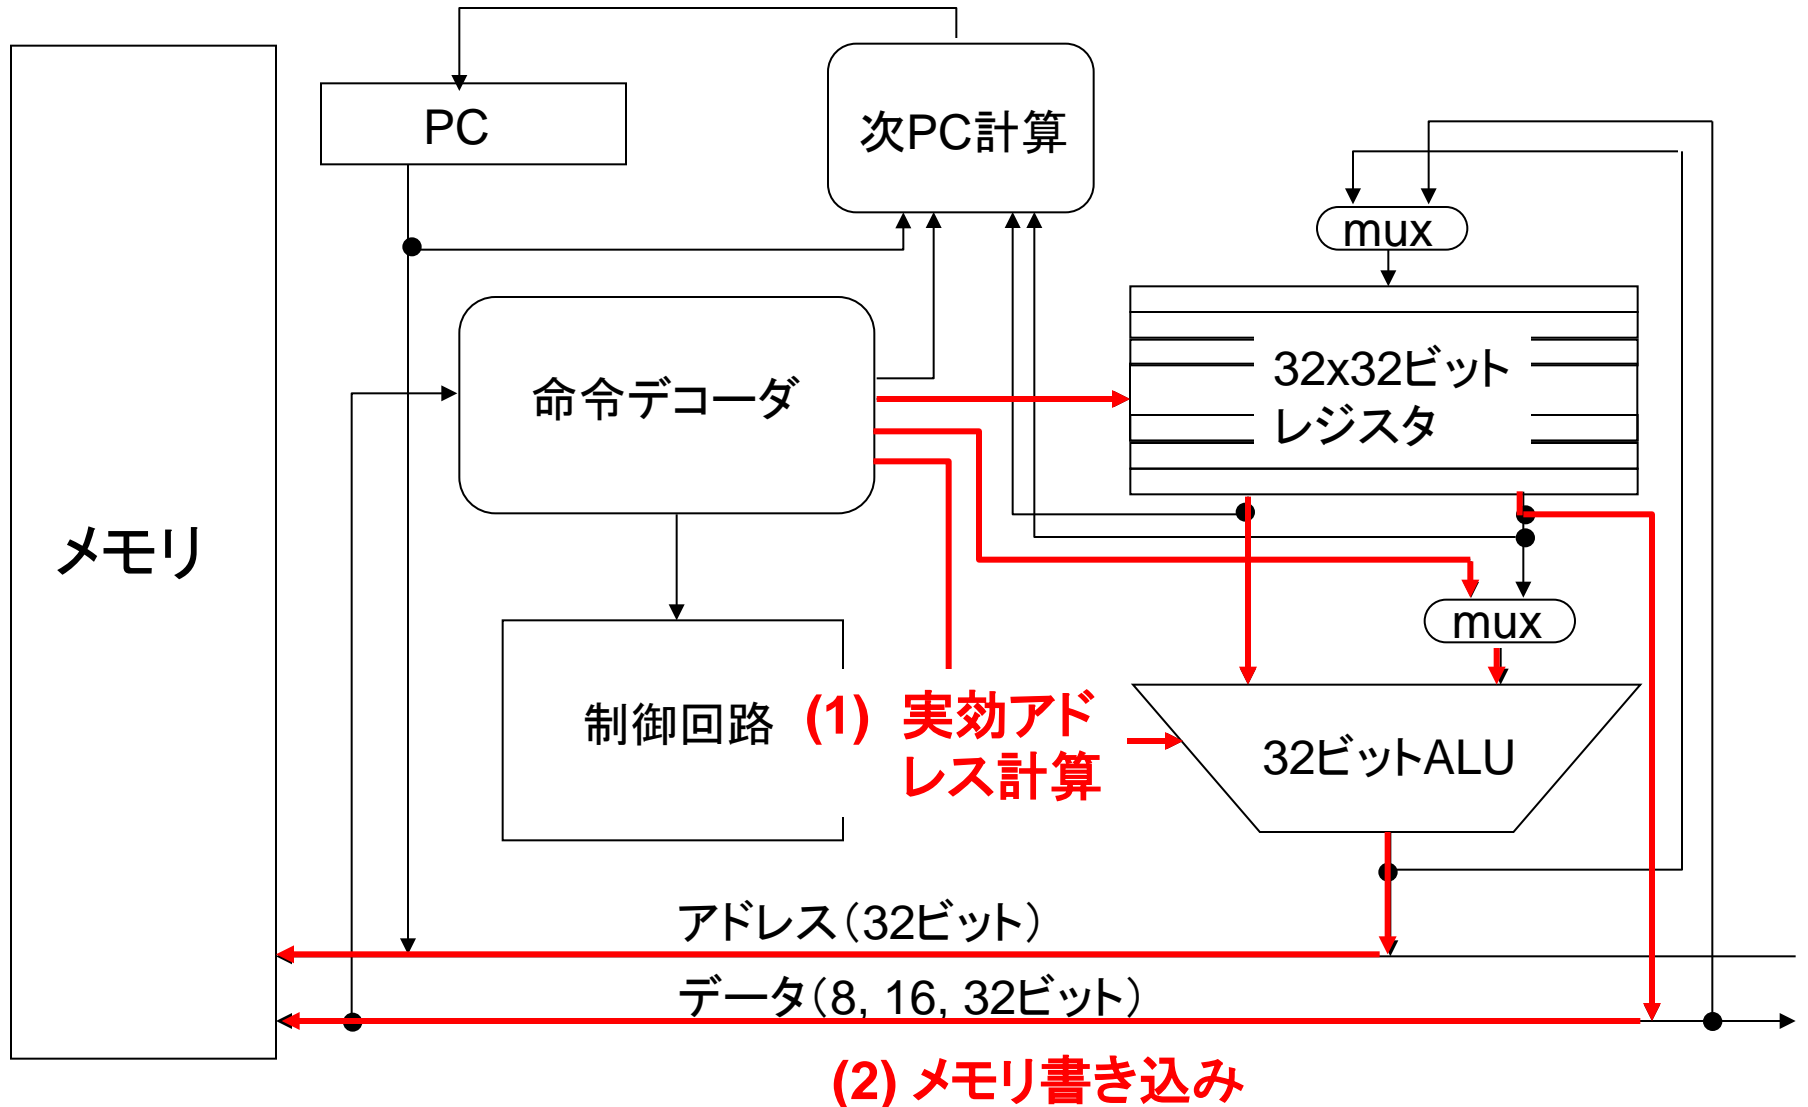 PC
次PC計算
mux
32x32ビット
レジスタ
命令デコーダ
メモリ
mux
制御回路
(1) 実効アド
レス計算
32ビットALU
アドレス(32ビット)
データ(8, 16, 32ビット)
(2) メモリ書き込み